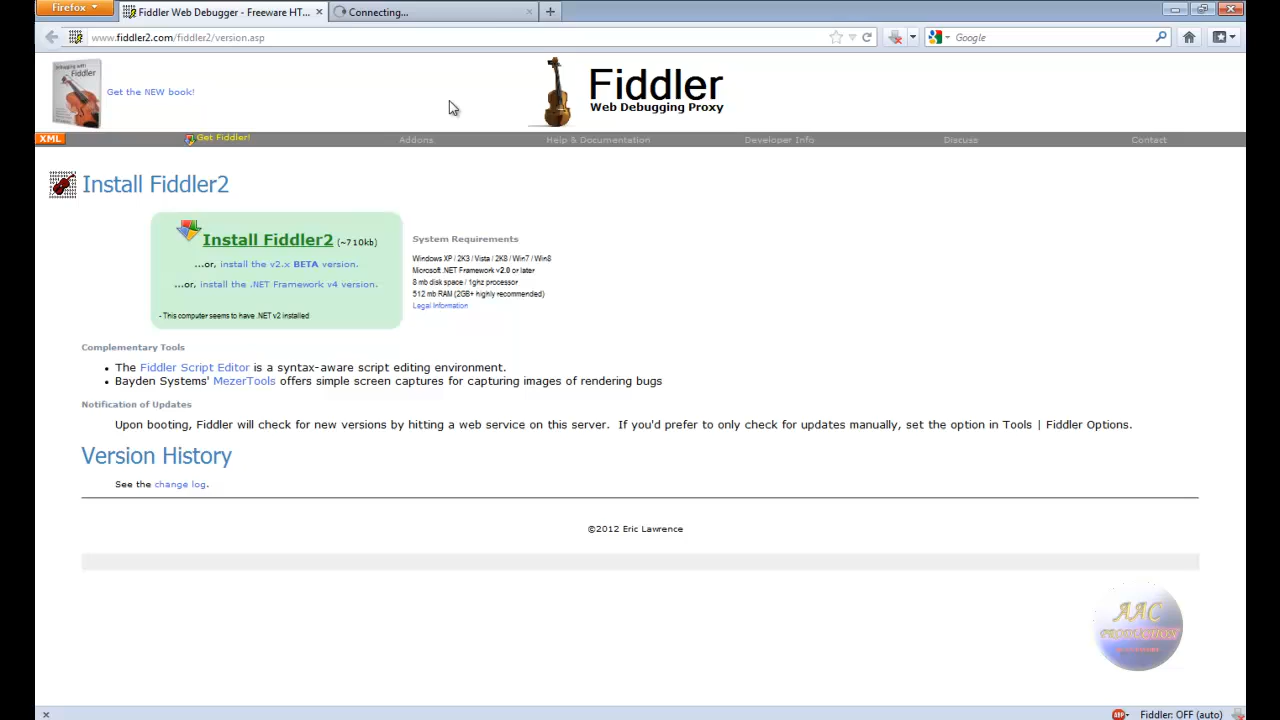 Firefox
Fiddler Web Debugger - Freeware HT...
Connecting...
www.fiddler2.com/fiddler2/version.asp
Google
Debugging with Fiddler
Get the NEW book!
Fiddler
Web Debugging Proxy
XML
Get Fiddler!
Addons
Help & Documentation
Developer Info
Discuss
Contact
Install Fiddler2
Install Fiddler2 (~710kb)
...or, install the v2.x BETA version.
...or, install the .NET Framework v4 version.
- This computer seems to have .NET v2 installed
System Requirements
Windows XP / 2K3 / Vista / 2K8 / Win7 / Win8
Microsoft .NET Framework v2.0 or later
8 mb disk space / 1ghz processor
512 mb RAM (2GB+ highly recommended)
Legal Information
Complementary Tools
• The Fiddler Script Editor is a syntax-aware script editing environment.
• Bayden Systems' MezerTools offers simple screen captures for capturing images of rendering bugs
Notification of Updates
Upon booting, Fiddler will check for new versions by hitting a web service on this server. If you'd prefer to only check for updates manually, set the option in Tools | Fiddler Options.
Version History
See the change log.
©2012 Eric Lawrence
AAC
PRODUCTION
ABP
Fiddler: OFF (auto)